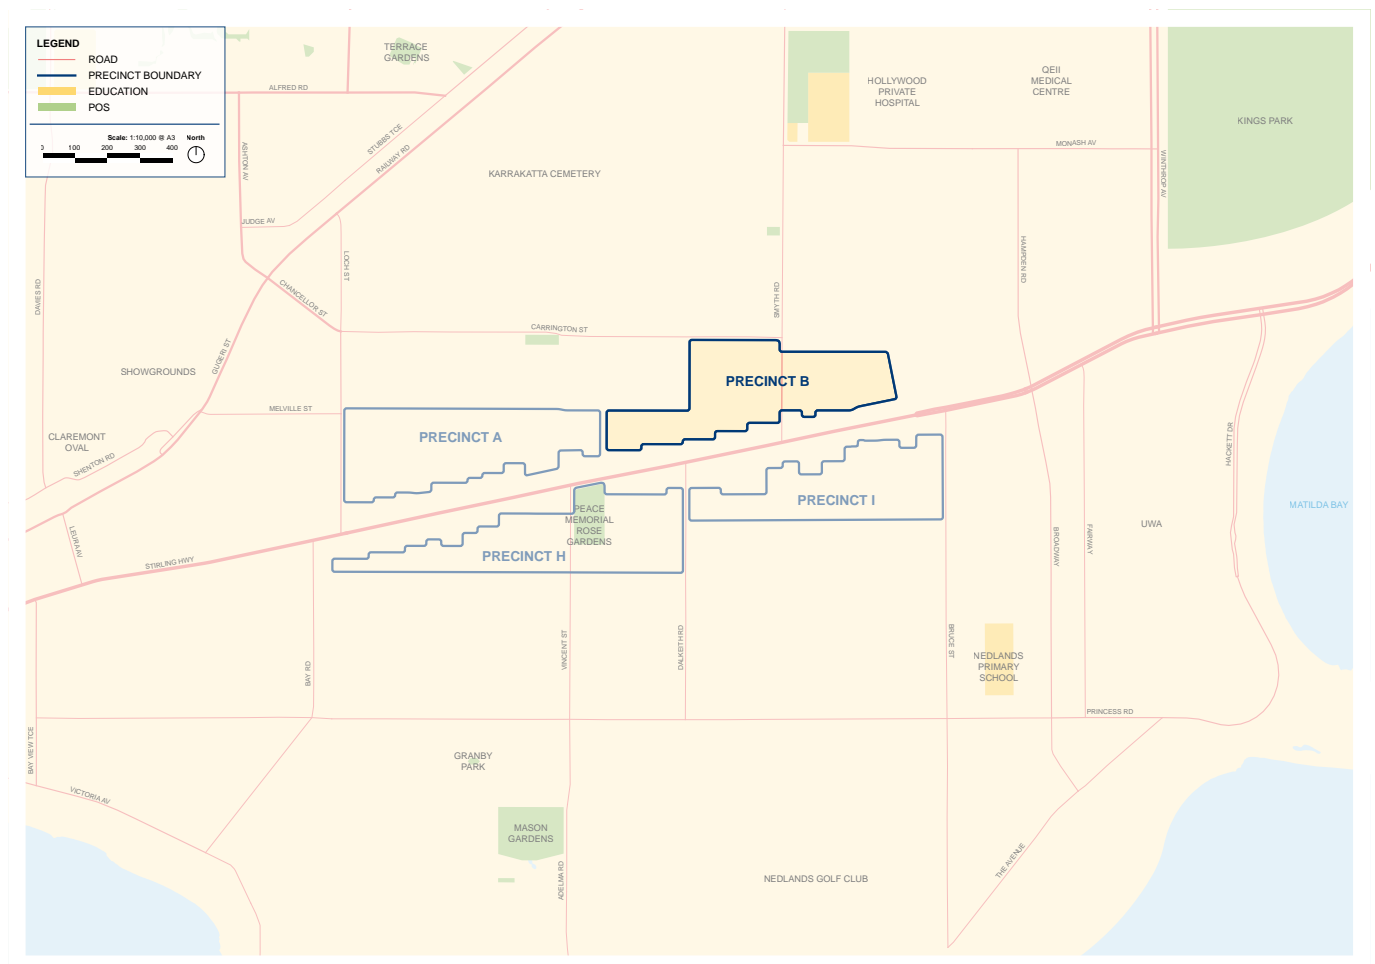 LEGEND
ROAD
PRECINCT BOUNDARY
EDUCATION
POS
Scale: 1:10,000 @ A3
North
100 200 300 400
TERRACE
GARDENS
ALFRED RD
STUBBS TCE
RAILWAY RD
ASHTON AV
JUDGE AV
KARRAKATTA CEMETERY
HOLLYWOOD
PRIVATE
HOSPITAL
QEII
MEDICAL
CENTRE
KINGS PARK
MONASH AV
WINTHROP AV
HAMPDEN RD
SMYTH RD
LOCH ST
DAVIES RD
CHANCELLOR ST
CARRINGTON ST
GUGERI ST
SHOWGROUNDS
MELVILLE ST
CLAREMONT
OVAL
SHENTON RD
PRECINCT B
PRECINCT A
PRECINCT I
PRECINCT H
PEACE
MEMORIAL
ROSE
GARDENS
LEURA AV
STIRLING HWY
HACKETT DR
MATILDA BAY
UWA
BROADWAY
FAIRWAY
BAY RD
VINCENT ST
DALKEITH RD
BRUCE ST
NEDLANDS
PRIMARY
SCHOOL
PRINCESS RD
BAY VIEW TCE
VICTORIA AV
GRANBY
PARK
MASON
GARDENS
ADELMA RD
NEDLANDS GOLF CLUB
THE AVENUE